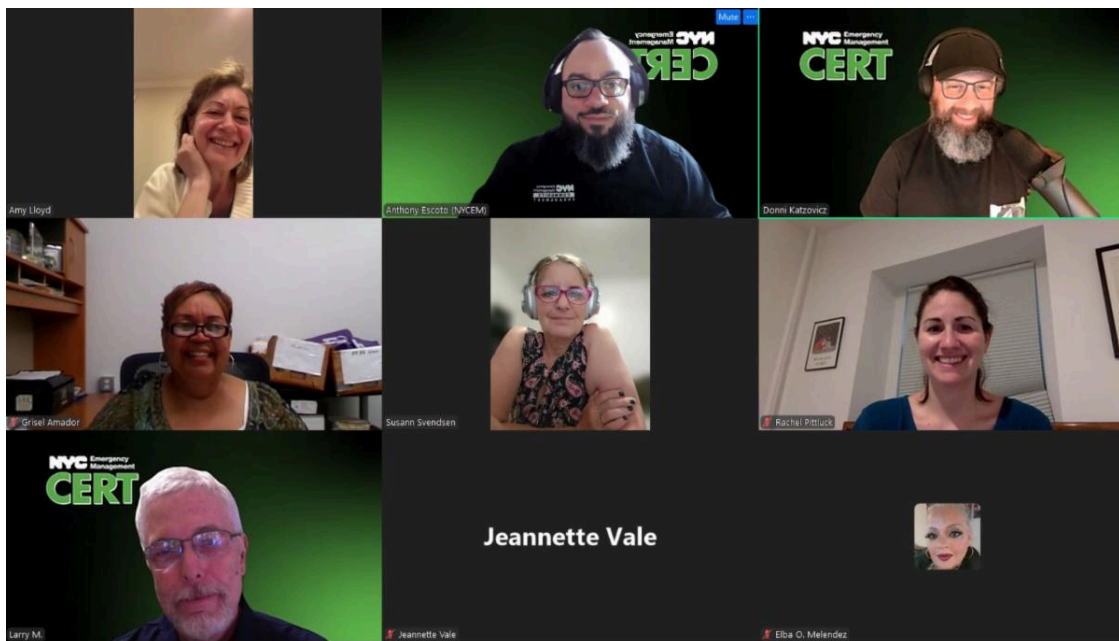 Mute
NYC Emergency
Management
CERT
NYC Emergency
Management
CERT
Amy Lloyd
NYC
Anthony Escoto (NYCEM)
Donni Katzovicz
Grisel Amador
Susann Svendsen
Rachel Pittluck
NYC Emergency
Management
CERT
Jeannette Vale
Larry M.
Jeannette Vale
Elba O. Melendez